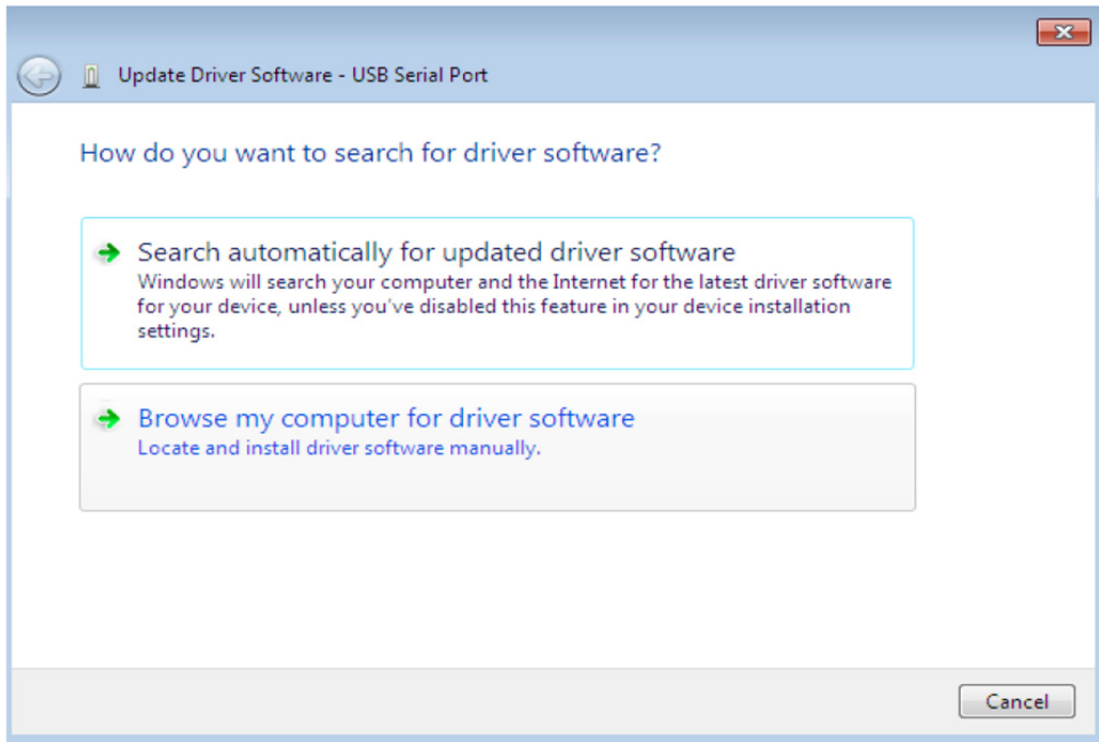 Update Driver Software - USB Serial Port
How do you want to search for driver software?
Search automatically for updated driver software
Windows will search your computer and the Internet for the latest driver software
for your device, unless you've disabled this feature in your device installation
settings.
Browse my computer for driver software
Locate and install driver software manually.
Cancel